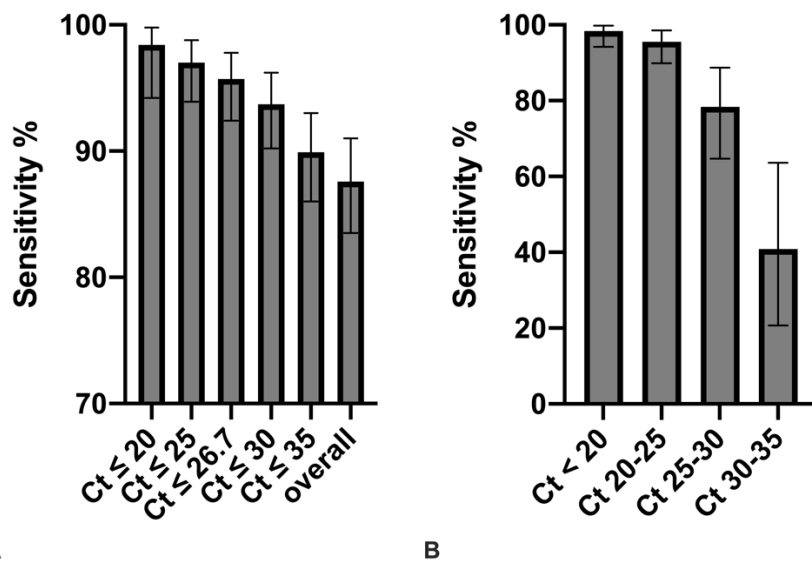 Sensitivity %
100
90
80
70
Ct ≤ 20
Ct ≤ 25
Ct ≤ 26.7
Ct ≤ 30
Ct ≤ 35
overall
Sensitivity %
100
80
60
40
20
0
Ct < 20
Ct 20-25
Ct 25-30
Ct 30-35
B